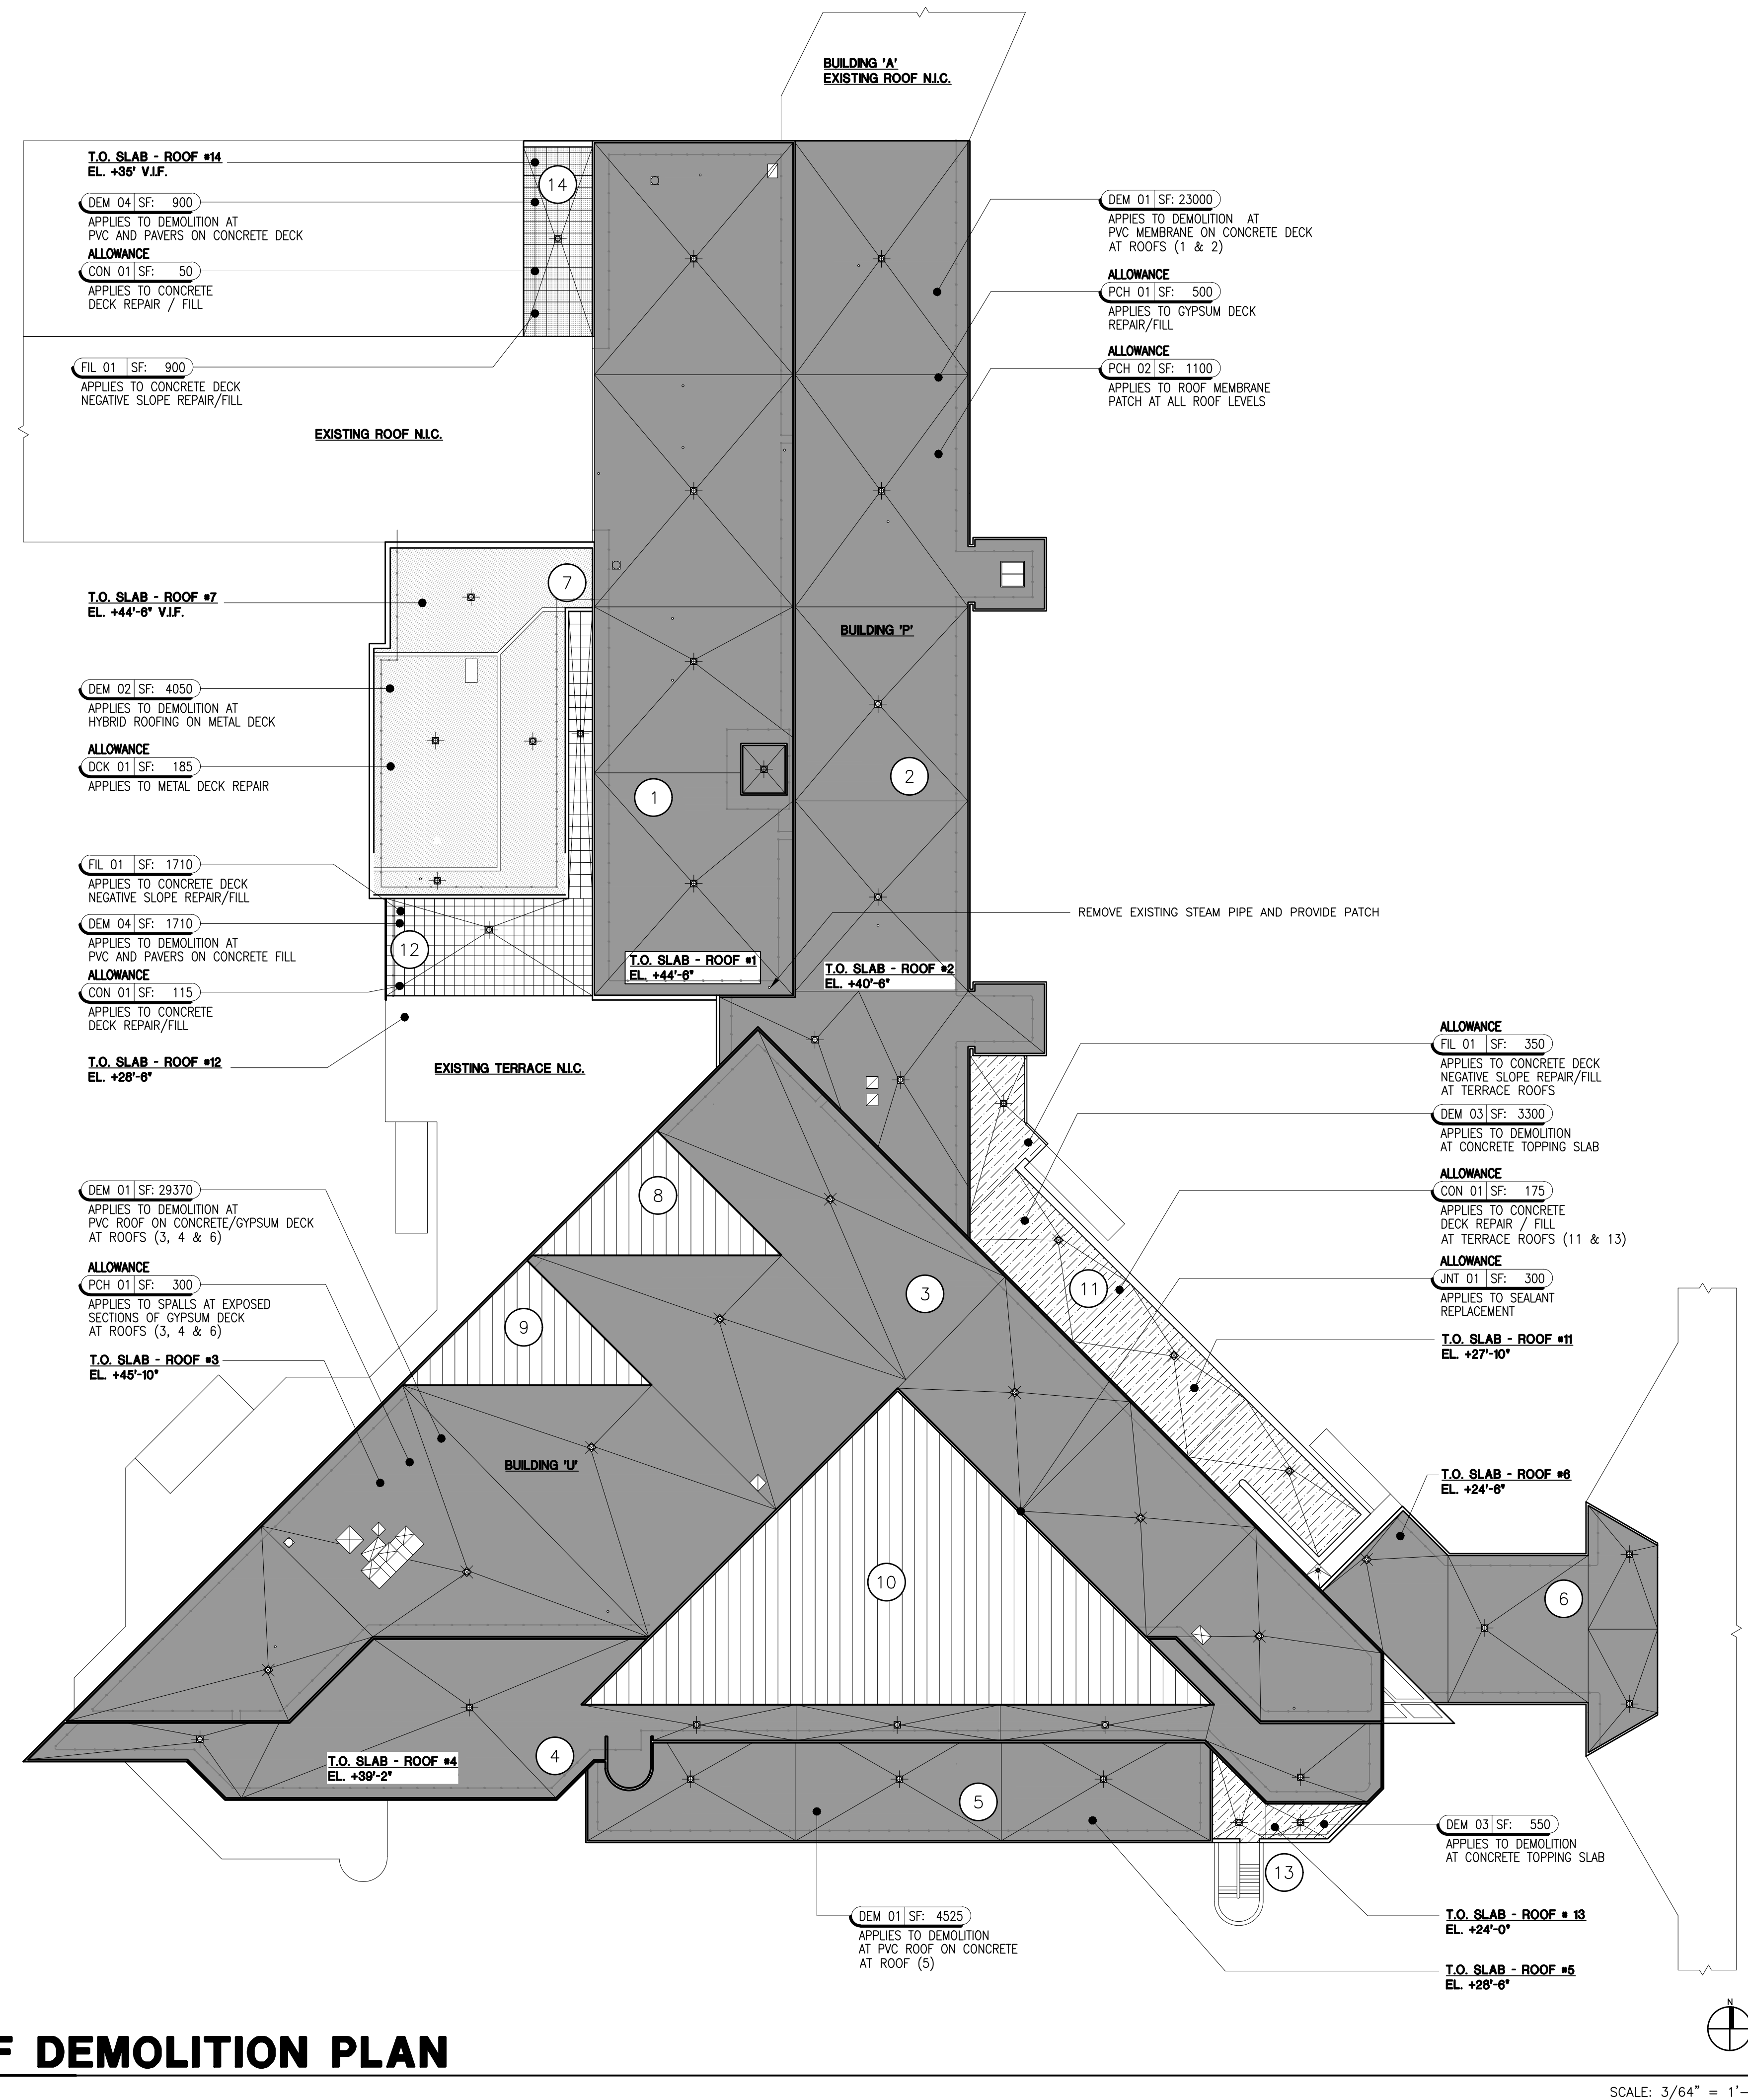 BUILDING 'A'
EXISTING ROOF N.I.C.
T.O. SLAB - ROOF #14
EL. +35' V.I.F.
DEM 04 SF: 900
APPLIES TO DEMOLITION AT
PVC AND PAVERS ON CONCRETE DECK
ALLOWANCE
CON 01 SF: 50
APPLIES TO CONCRETE
DECK REPAIR / FILL
FIL 01 SF: 900
APPLIES TO CONCRETE DECK
NEGATIVE SLOPE REPAIR/FILL
EXISTING ROOF N.I.C.
14
DEM 01 SF: 23000
APPIES TO DEMOLITION AT
PVC MEMBRANE ON CONCRETE DECK
AT ROOFS (1 & 2)
ALLOWANCE
PCH 01 SF: 500
APPLIES TO GYPSUM DECK
REPAIR/FILL
ALLOWANCE
PCH 02 SF: 1100
APPLIES TO ROOF MEMBRANE
PATCH AT ALL ROOF LEVELS
T.O. SLAB - ROOF #7
EL. +44'-6" V.I.F.
7
BUILDING 'P'
DEM 02 SF: 4050
APPLIES TO DEMOLITION AT
HYBRID ROOFING ON METAL DECK
ALLOWANCE
DCK 01 SF: 185
APPLIES TO METAL DECK REPAIR
1
2
FIL 01 SF: 1710
APPLIES TO CONCRETE DECK
NEGATIVE SLOPE REPAIR/FILL
DEM 04 SF: 1710
APPLIES TO DEMOLITION AT
PVC AND PAVERS ON CONCRETE FILL
ALLOWANCE
CON 01 SF: 115
APPLIES TO CONCRETE
DECK REPAIR/FILL
12
T.O. SLAB - ROOF #1
EL. +44'-6"
T.O. SLAB - ROOF #2
EL. +40'-6"
REMOVE EXISTING STEAM PIPE AND PROVIDE PATCH
T.O. SLAB - ROOF #12
EL. +28'-6"
EXISTING TERRACE N.I.C.
ALLOWANCE
FIL 01 SF: 350
APPLIES TO CONCRETE DECK
NEGATIVE SLOPE REPAIR/FILL
AT TERRACE ROOFS
DEM 03 SF: 3300
APPLIES TO DEMOLITION
AT CONCRETE TOPPING SLAB
ALLOWANCE
CON 01 SF: 175
APPLIES TO CONCRETE
DECK REPAIR / FILL
AT TERRACE ROOFS (11 & 13)
ALLOWANCE
JNT 01 SF: 300
APPLIES TO SEALANT
REPLACEMENT
T.O. SLAB - ROOF #11
EL. +27'-10"
DEM 01 SF: 29370
APPLIES TO DEMOLITION AT
PVC ROOF ON CONCRETE/GYPSUM DECK
AT ROOFS (3, 4 & 6)
ALLOWANCE
PCH 01 SF: 300
APPLIES TO SPALLS AT EXPOSED
SECTIONS OF GYPSUM DECK
AT ROOFS (3, 4 & 6)
T.O. SLAB - ROOF #3
EL. +45'-10"
8
3
11
9
BUILDING 'U'
T.O. SLAB - ROOF #6
EL. +24'-6"
10
6
T.O. SLAB - ROOF #4
EL. +39'-2"
4
5
13
DEM 03 SF: 550
APPLIES TO DEMOLITION
AT CONCRETE TOPPING SLAB
DEM 01 SF: 4525
APPLIES TO DEMOLITION
AT PVC ROOF ON CONCRETE
AT ROOF (5)
T.O. SLAB - ROOF # 13
EL. +24'-0"
T.O. SLAB - ROOF #5
EL. +28'-6"
N
F DEMOLITION PLAN
SCALE: 3/64" = 1'-